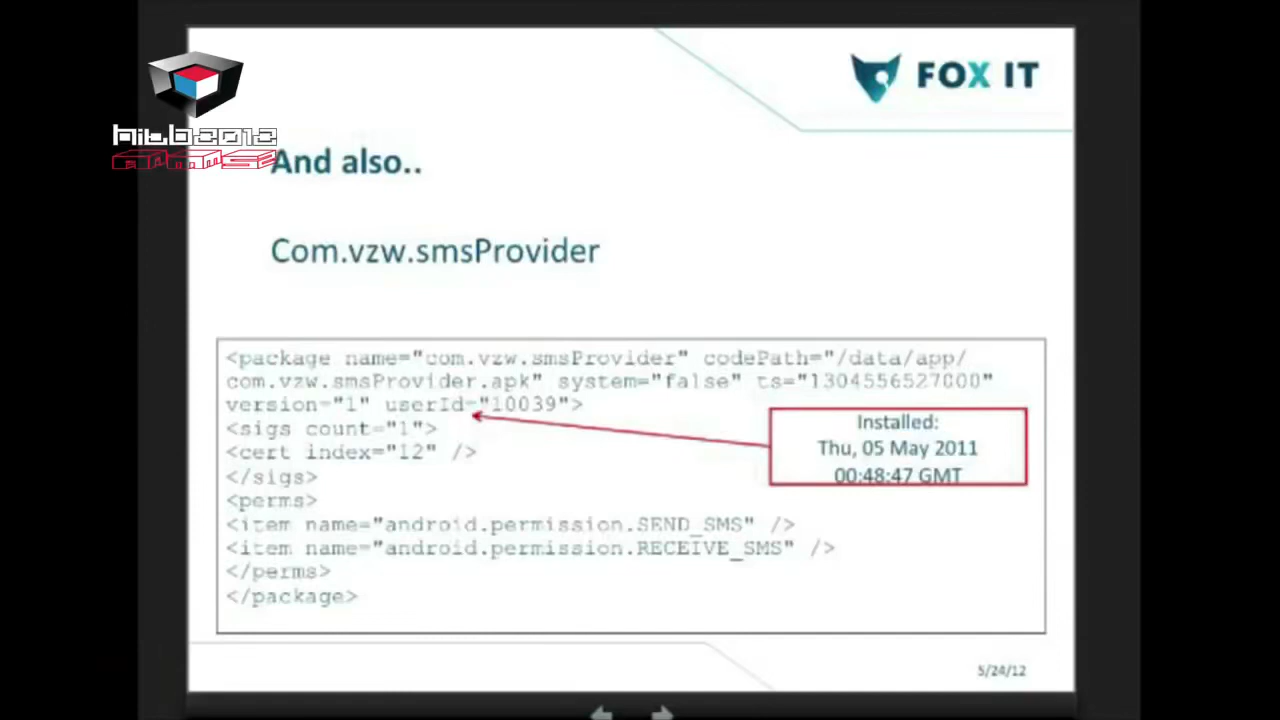 FOX IT
hitb2012
AMS
And also..
Com.vzw.smsProvider
<package name="com.vzw.smsProvider" codePath="/data/app/
com.vzw.smsProvider.apk" system="false" ts="1304556527000"
version="1" userId="10039">
<sigs count="1">
<cert index="12" />
</sigs>
<perms>
<item name="android.permission.SEND_SMS" />
<item name="android.permission.RECEIVE_SMS" />
</perms>
</package>
Installed:
Thu, 05 May 2011
00:48:47 GMT
5/24/12